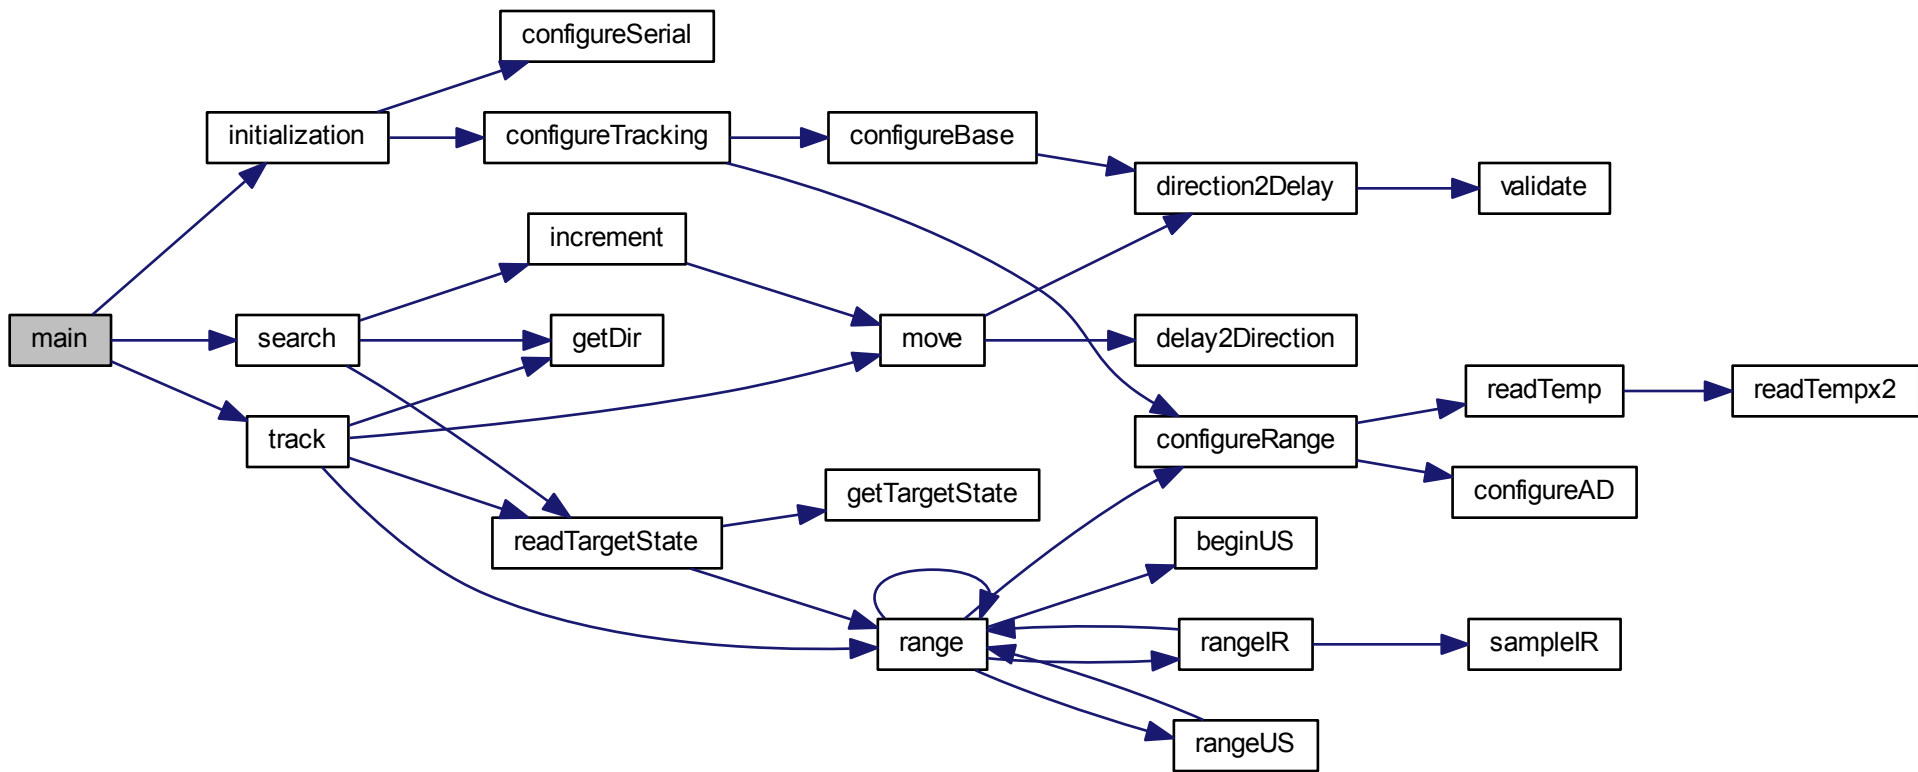 configureSerial
initialization
configureTracking
configureBase
direction2Delay
validate
increment
main
search
getDir
move
delay2Direction
readTemp
readTempx2
track
configureRange
getTargetState
configureAD
readTargetState
beginUS
range
rangeIR
sampleIR
rangeUS